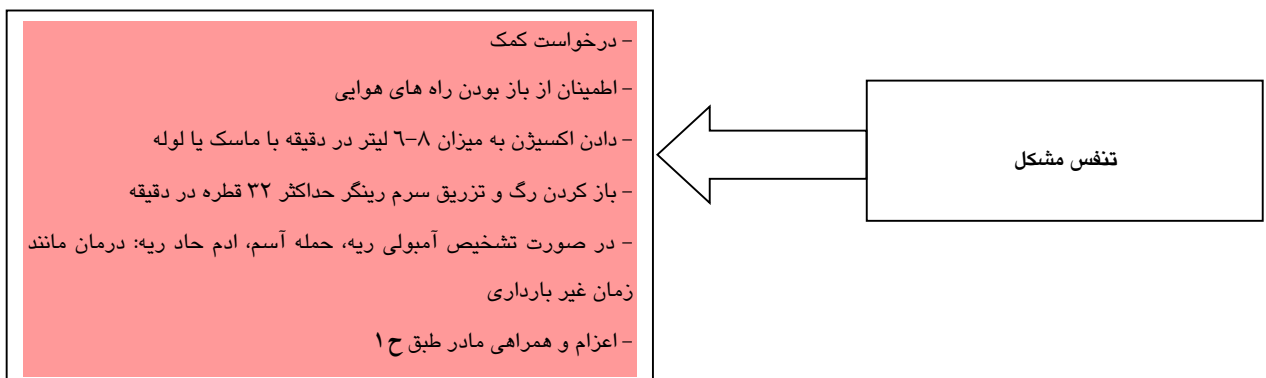 تنفس مشکل
- درخواست کمک
- اطمینان از باز بودن راه های هوایی
- دادن اکسیژن به میزان ۸-۶ لیتر در دقیقه با ماسک یا لوله
- باز کردن رگ و تزریق سرم رینگر حداکثر ۳۲ قطره در دقیقه
- در صورت تشخیص آمبولی ریه، حمله آسم، ادم حاد ریه: درمان مانند
زمان غیر بارداری
- اعزام و همراهی مادر طبق ح ۱